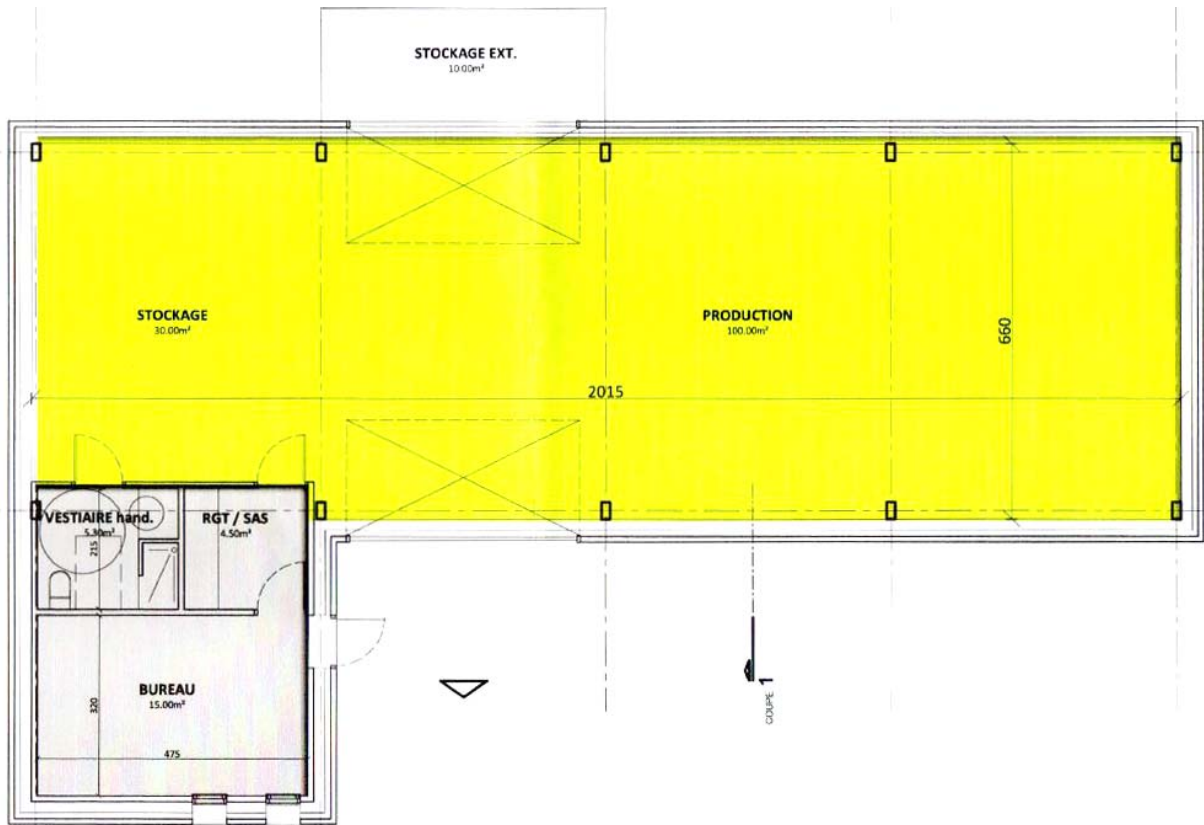 STOCKAGE EXT.
10.00m²
STOCKAGE
30.00m²
PRODUCTION
100.00m²
660
2015
VESTIAIRE hand.
5.30m²
215
RGT / SAS
4.50m²
BUREAU
15.00m²
320
475
COUPE 1